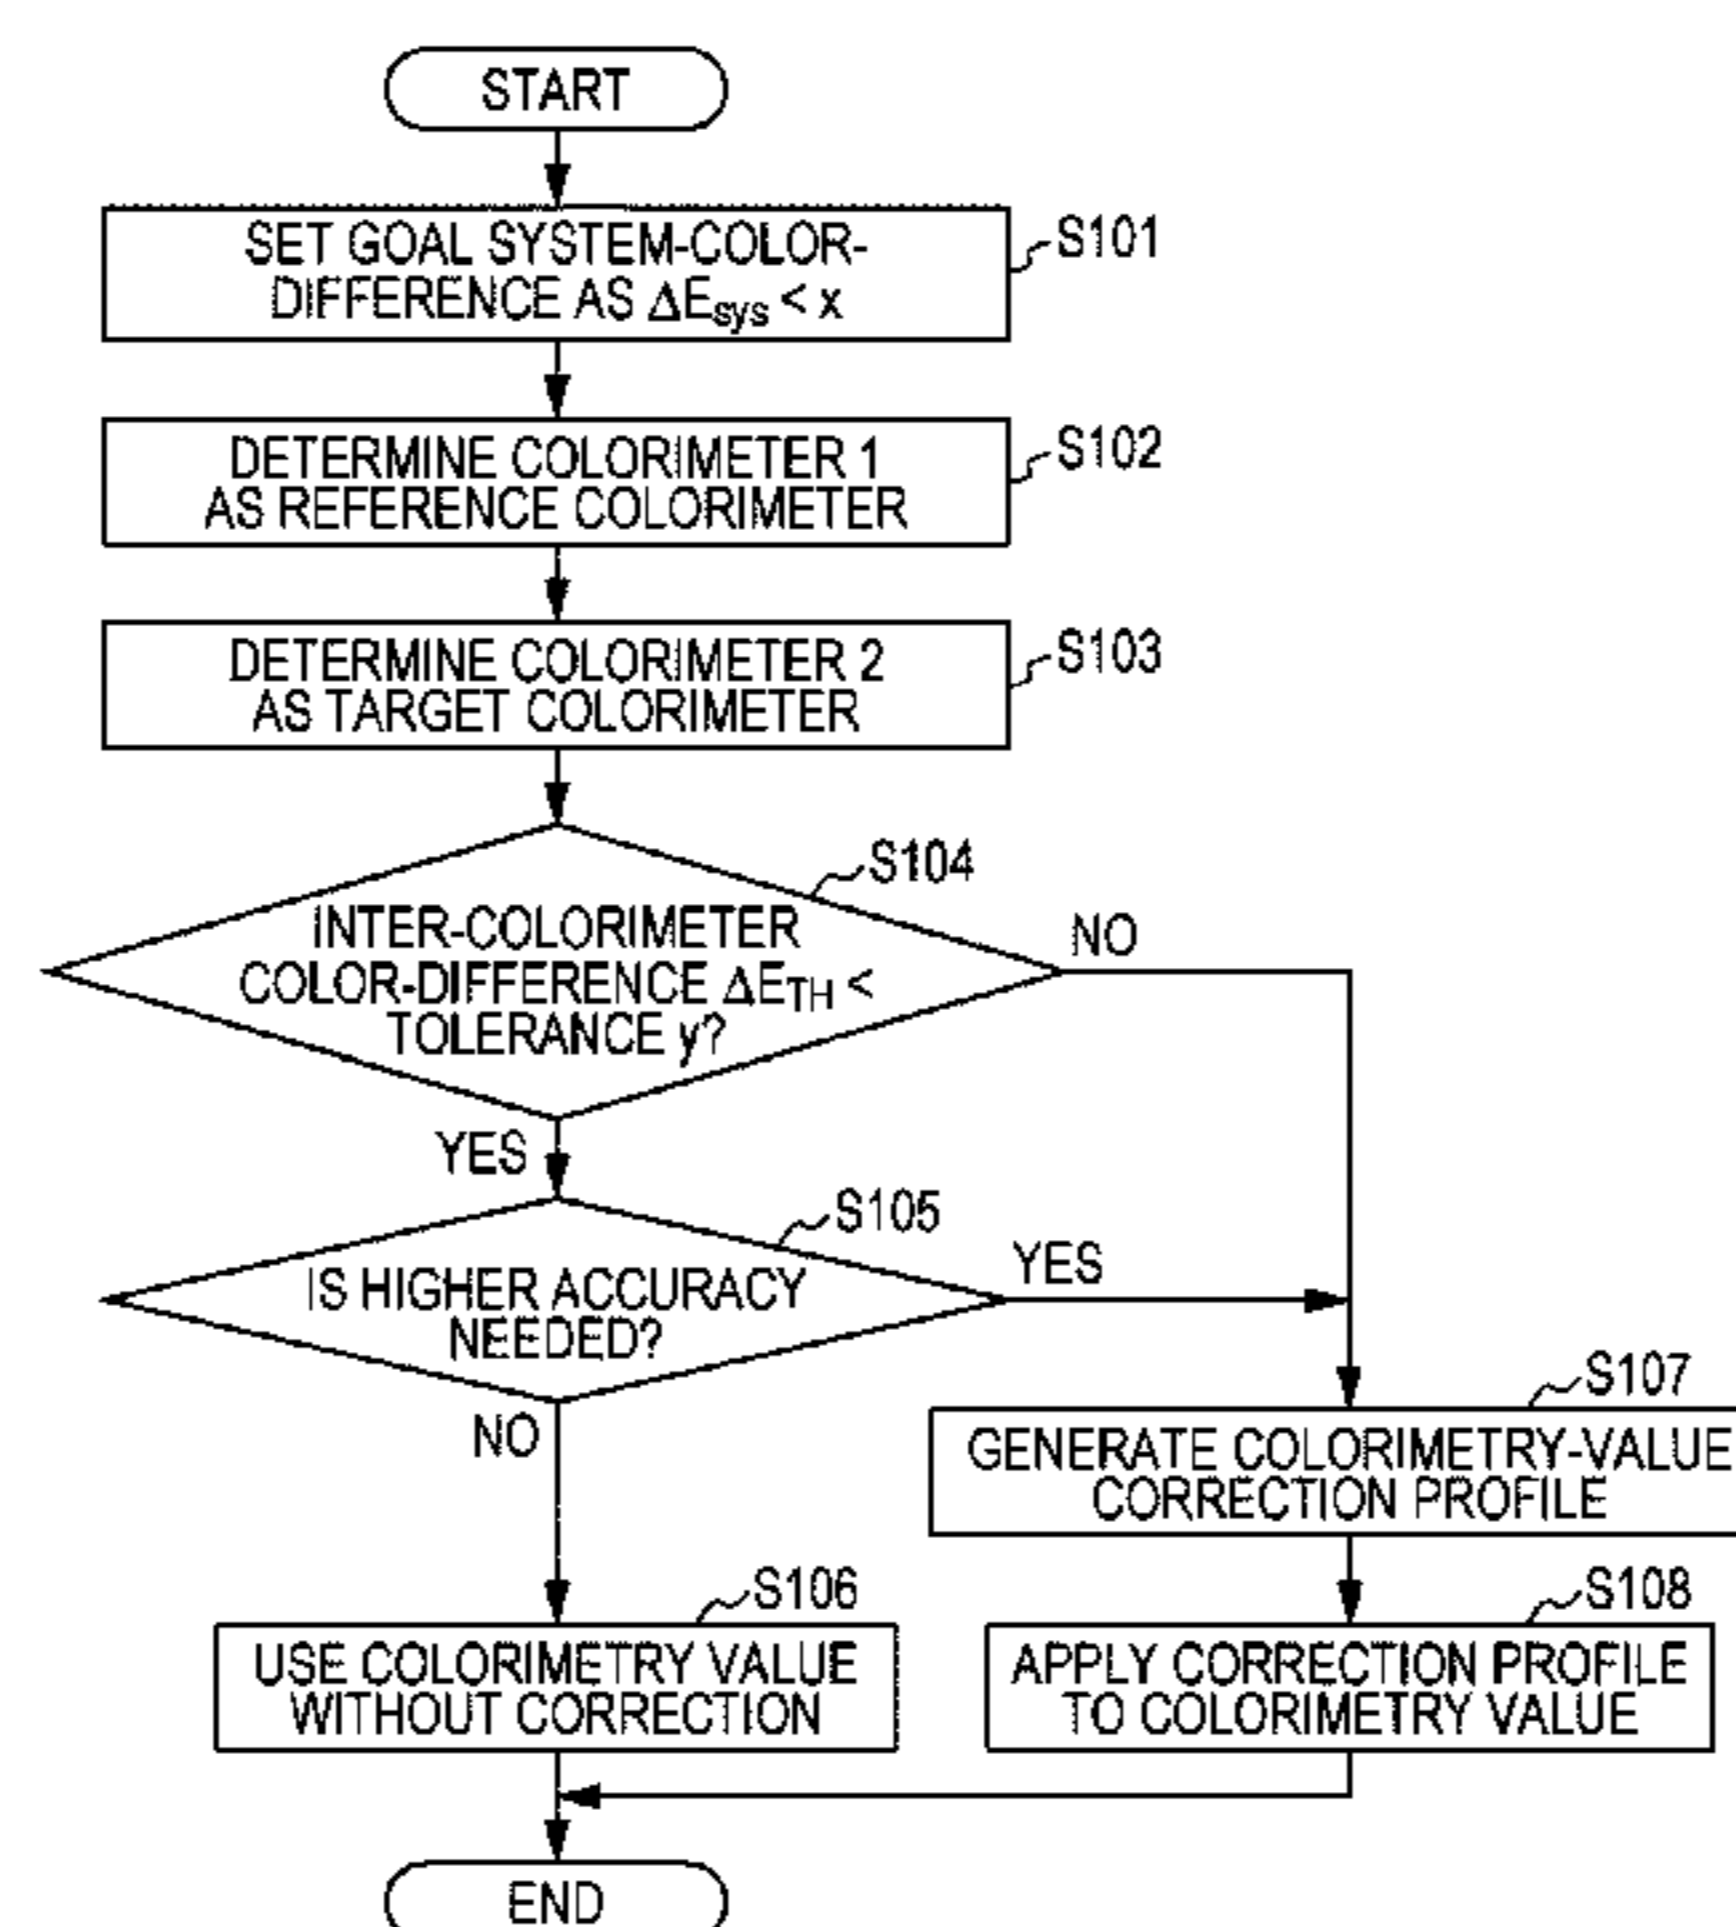 START
SET GOAL SYSTEM-COLOR-
DIFFERENCE AS ΔEsys < x
S101
DETERMINE COLORIMETER 1
AS REFERENCE COLORIMETER
S102
DETERMINE COLORIMETER 2
AS TARGET COLORIMETER
S103
S104
INTER-COLORIMETER
COLOR-DIFFERENCE ΔETH <
TOLERANCE y?
NO
YES
S105
IS HIGHER ACCURACY
NEEDED?
YES
NO
S107
GENERATE COLORIMETRY-VALUE
CORRECTION PROFILE
S106
USE COLORIMETRY VALUE
WITHOUT CORRECTION
S108
APPLY CORRECTION PROFILE
TO COLORIMETRY VALUE
END